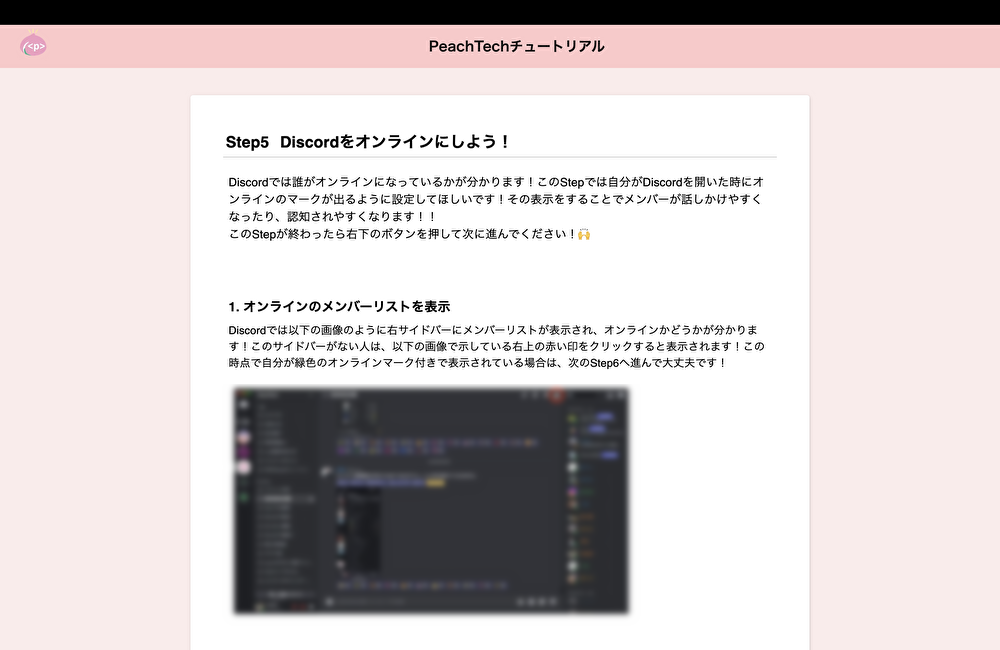 <p>
PeachTechチュートリアル
Step5 Discordをオンラインにしよう！
Discordでは誰がオンラインになっているかが分かります！このStepでは自分がDiscordを開いた時にオ
ンラインのマークが出るように設定してほしいです！その表示をすることでメンバーが話しかけやすく
なったり、認知されやすくなります！！
このStepが終わったら右下のボタンを押して次に進んでください！🙌
1. オンラインのメンバーリストを表示
Discordでは以下の画像のように右サイドバーにメンバーリストが表示され、オンラインかどうかが分かりま
す！このサイドバーがない人は、以下の画像で示している右上の赤い印をクリックすると表示されます！この
時点で自分が緑色のオンラインマーク付きで表示されている場合は、次のStep6へ進んで大丈夫です！